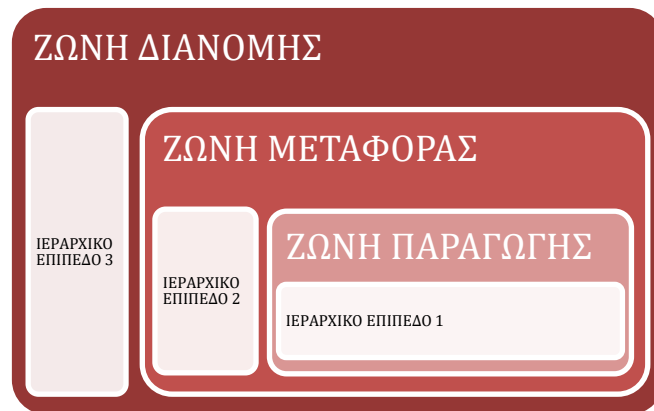 ΖΩΝΗ ΔΙΑΝΟΜΗΣ
ΙΕΡΑΡΧΙΚΟ
ΕΠΙΠΕΔΟ 3
ΖΩΝΗ ΜΕΤΑΦΟΡΑΣ
ΙΕΡΑΡΧΙΚΟ
ΕΠΙΠΕΔΟ 2
ΖΩΝΗ ΠΑΡΑΓΩΓΗΣ
ΙΕΡΑΡΧΙΚΟ ΕΠΙΠΕΔΟ 1